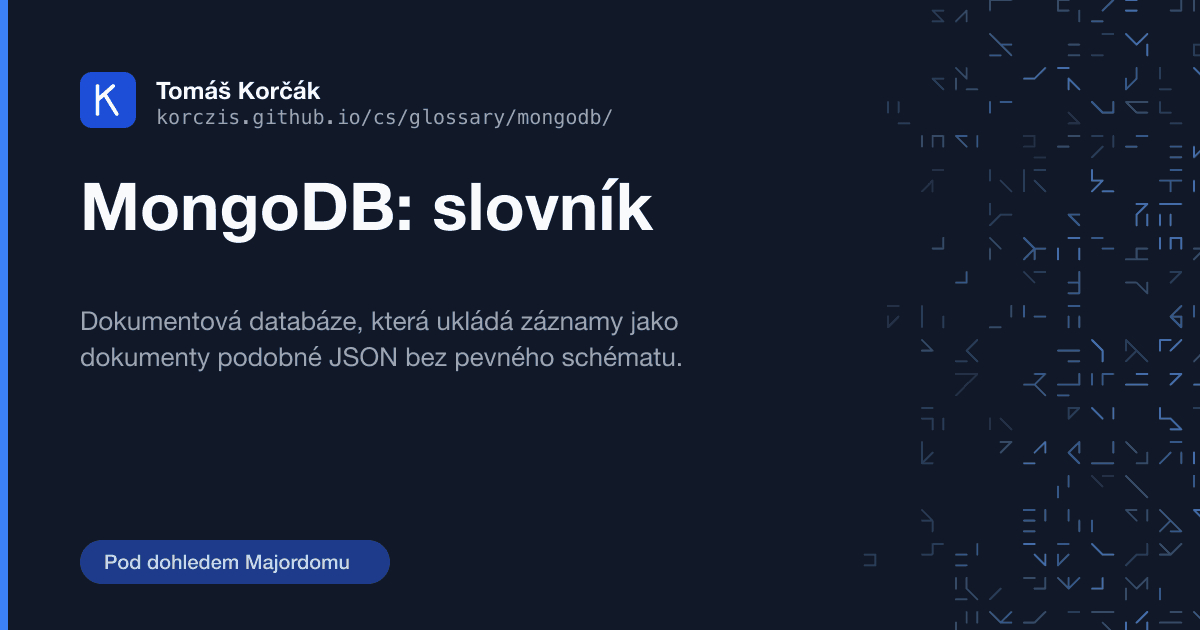 Tomáš Korčák
korczis.github.io/cs/glossary/mongodb/
MongoDB: slovník
Dokumentová databáze, která ukládá záznamy jako
dokumenty podobné JSON bez pevného schématu.
Pod dohledem Majordomu